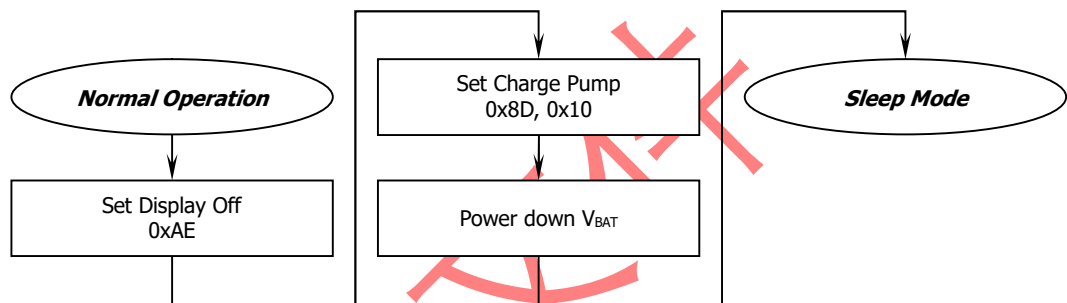 Normal Operation
Set Display Off
0xAE
Set Charge Pump
0x8D, 0x10
Power down VBAT
Sleep Mode